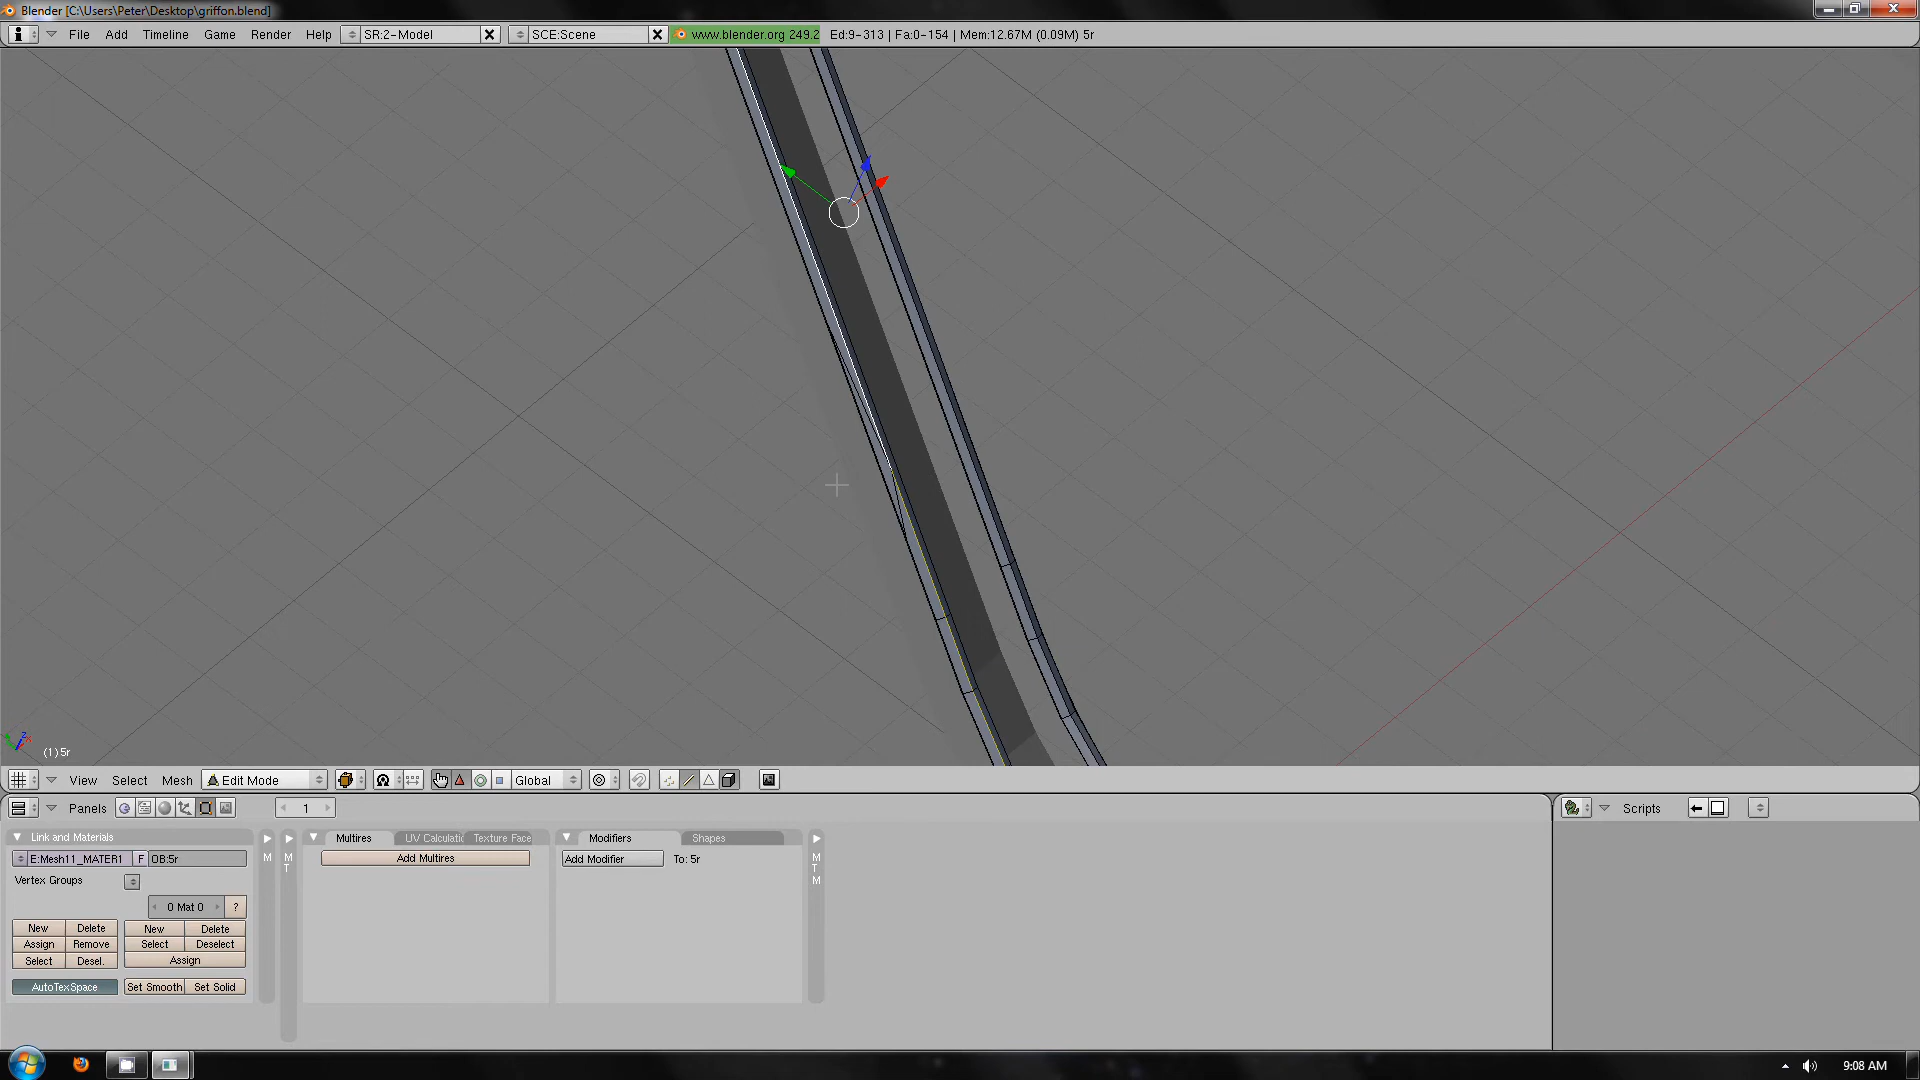 Blender [C:\Users\Peter\Desktop\griffon.blend]
File Add Timeline Game Render Help SR:2-Model SCE:Scene www.blender.org 249.2 Ed:9-313 | Fa:0-154 | Mem:12.67M (0.09M) 5r
(1) 5r
View Select Mesh Edit Mode Global
Panels 1 Scripts
Link and Materials Multires UV Calculatic Texture Face Modifiers Shapes
E:Mesh11_MATER1 F OB:5r M M Add Multires Add Modifier To: 5r M
T T
Vertex Groups M
0 Mat 0 ?
New Delete New Delete
Assign Remove Select Deselect
Select Desel. Assign
AutoTexSpace Set Smooth Set Solid
9:08 AM